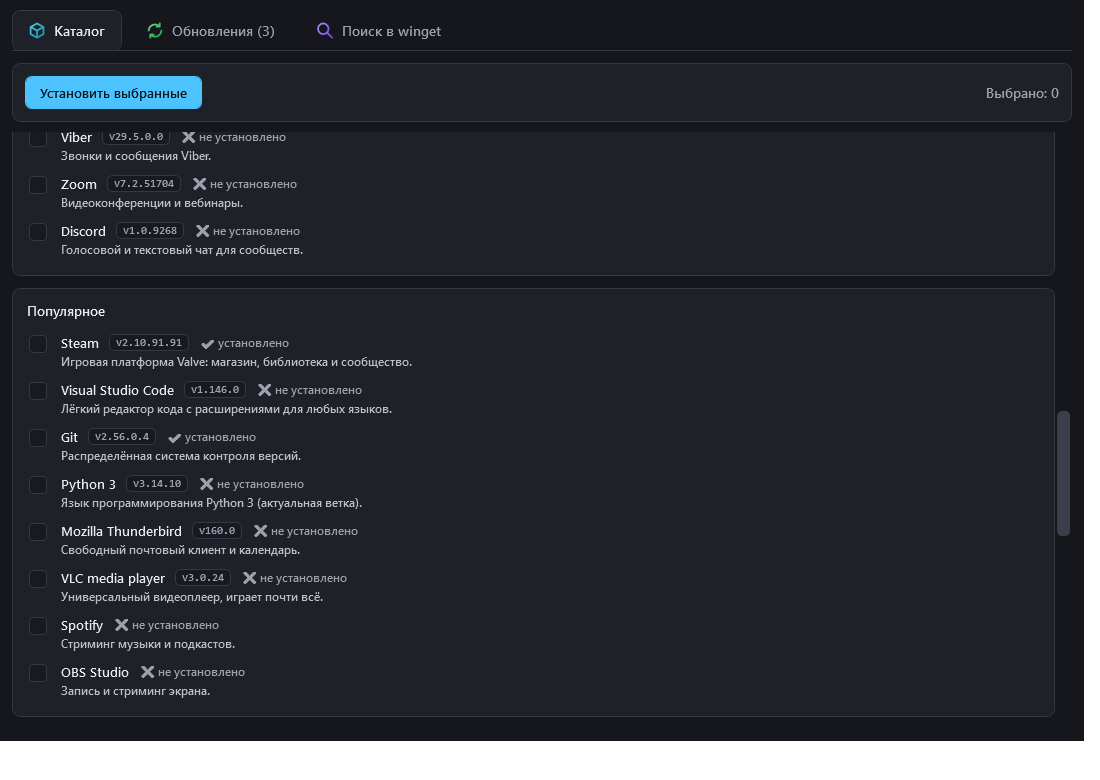 Каталог
Обновления (3)
Поиск в winget
Установить выбранные
Выбрано: 0
Viber v29.5.0.0 не установлено
Звонки и сообщения Viber.
Zoom v7.2.51704 не установлено
Видеоконференции и вебинары.
Discord v1.0.9268 не установлено
Голосовой и текстовый чат для сообществ.
Популярное
Steam v2.10.91.91 установлено
Игровая платформа Valve: магазин, библиотека и сообщество.
Visual Studio Code v1.146.0 не установлено
Лёгкий редактор кода с расширениями для любых языков.
Git v2.56.0.4 установлено
Распределённая система контроля версий.
Python 3 v3.14.10 не установлено
Язык программирования Python 3 (актуальная ветка).
Mozilla Thunderbird v160.0 не установлено
Свободный почтовый клиент и календарь.
VLC media player v3.0.24 не установлено
Универсальный видеоплеер, играет почти всё.
Spotify не установлено
Стриминг музыки и подкастов.
OBS Studio не установлено
Запись и стриминг экрана.